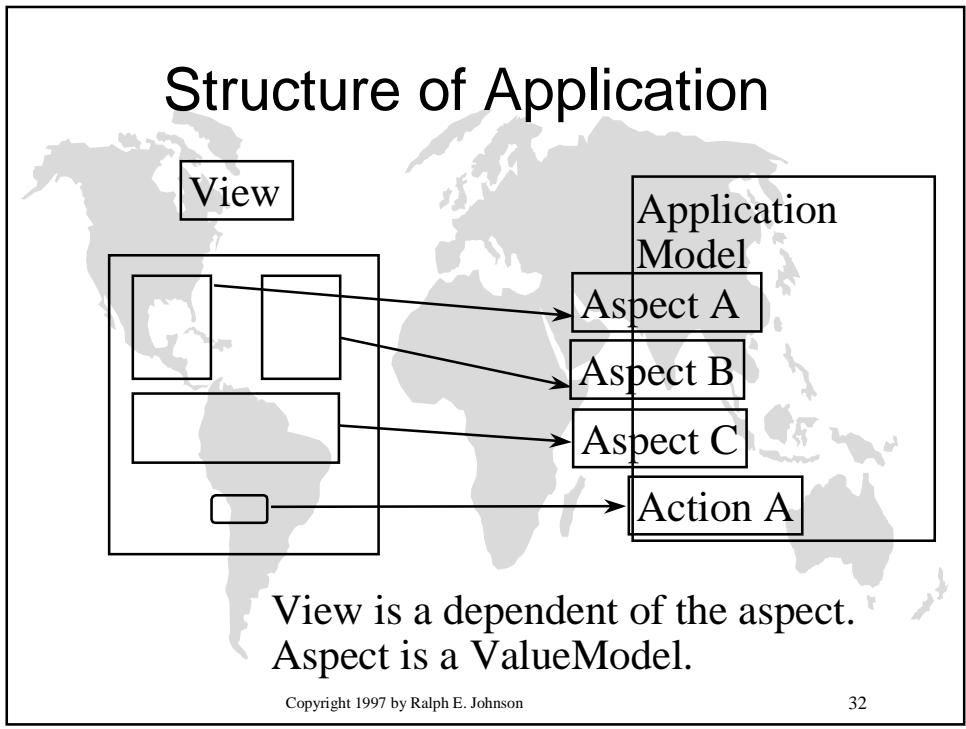 Structure of Application
View
Application
Model
Aspect A
Aspect B
Aspect C
Action A
View is a dependent of the aspect.
Aspect is a ValueModel.
Copyright 1997 by Ralph E. Johnson
32